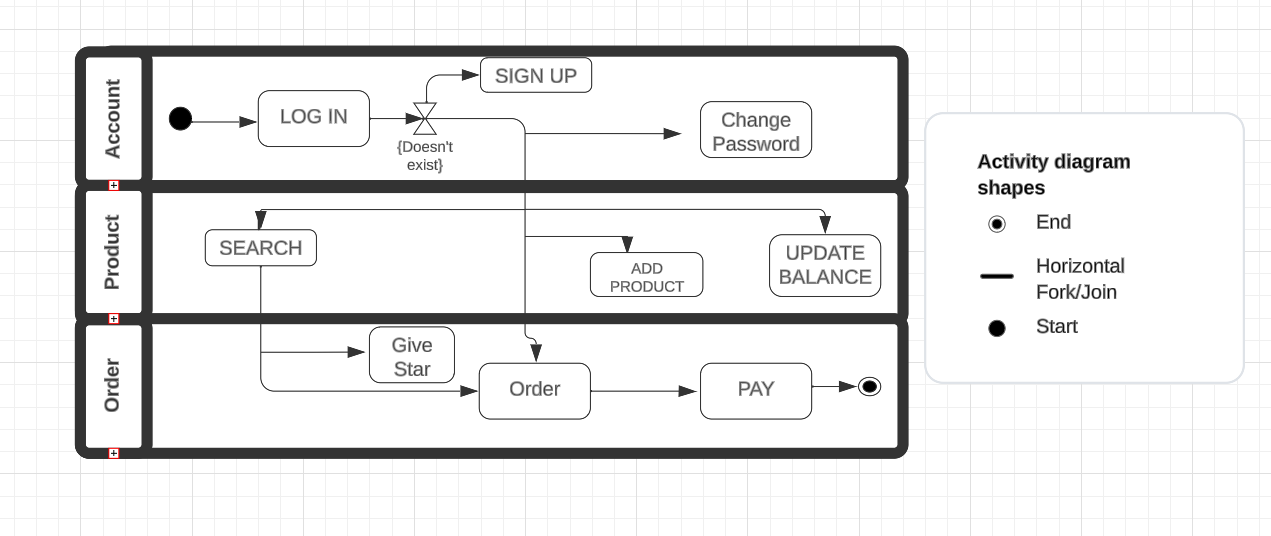 Account
SIGN UP
LOG IN
{Doesn't
exist}
Change
Password
Product
SEARCH
ADD
PRODUCT
UPDATE
BALANCE
Order
Give
Star
Order
PAY
Activity diagram
shapes
End
Horizontal
Fork/Join
Start